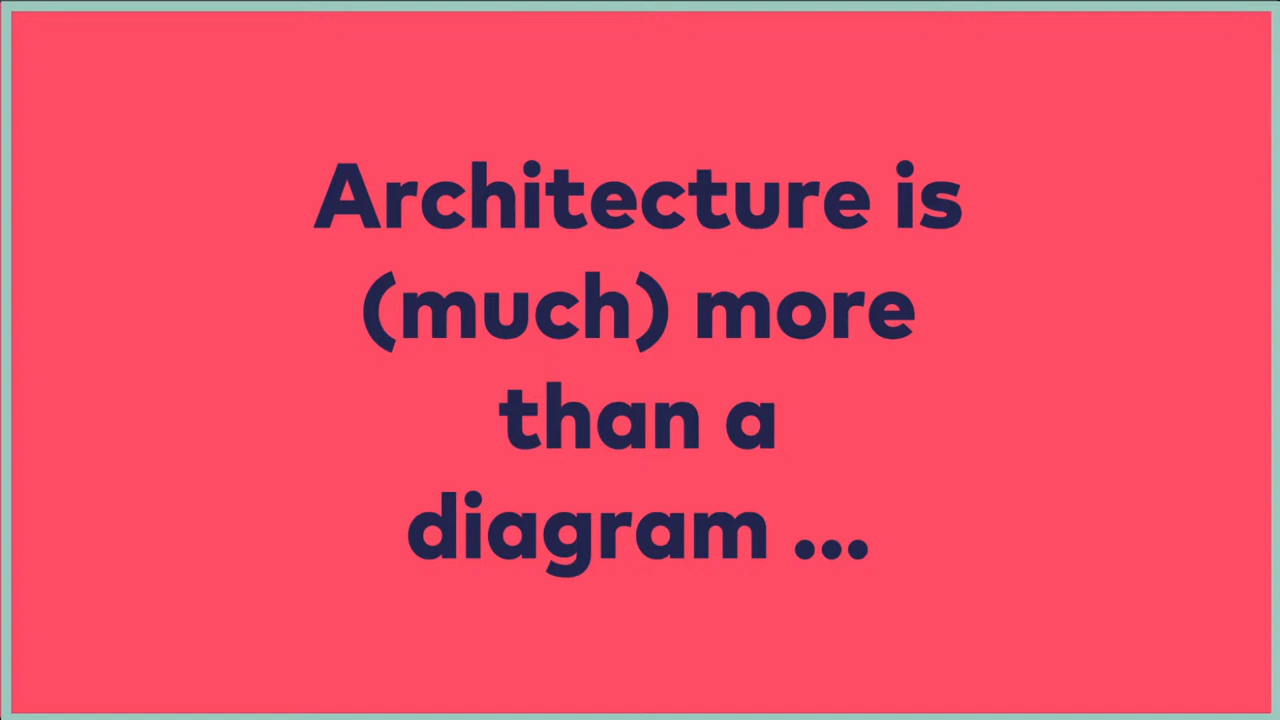 Architecture is
(much) more
than a
diagram ...